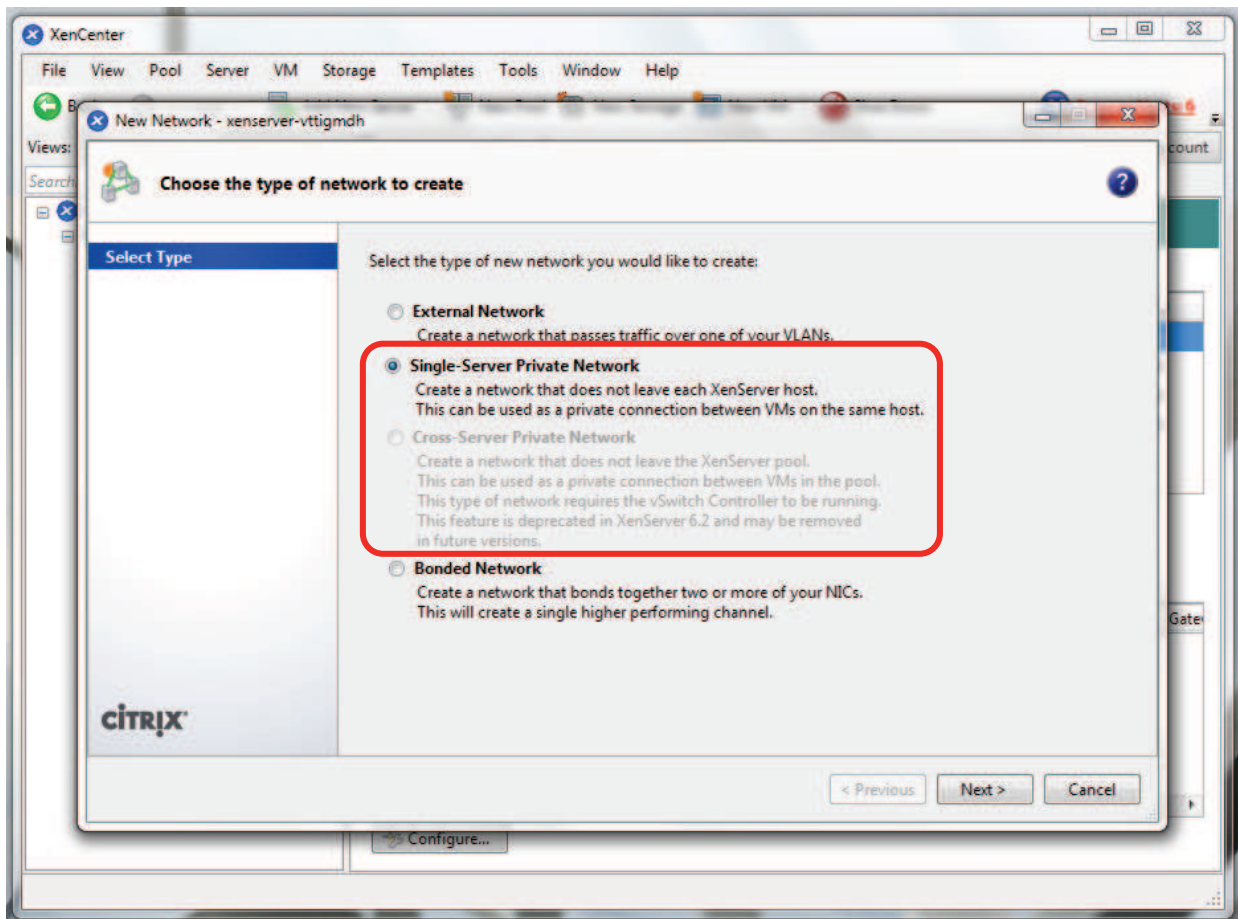 XenCenter
File View Pool Server VM Storage Templates Tools Window Help
New Network - xenserver-vttigmdh
Views:
count
Search
Choose the type of network to create
?
Select Type
Select the type of new network you would like to create:
External Network
Create a network that passes traffic over one of your VLANs.
Single-Server Private Network
Create a network that does not leave each XenServer host.
This can be used as a private connection between VMs on the same host.
Cross-Server Private Network
Create a network that does not leave the XenServer pool.
This can be used as a private connection between VMs in the pool.
This type of network requires the vSwitch Controller to be running.
This feature is deprecated in XenServer 6.2 and may be removed
in future versions.
Bonded Network
Create a network that bonds together two or more of your NICs.
This will create a single higher performing channel.
Gate
CİTRIX
< Previous Next > Cancel
Configure...